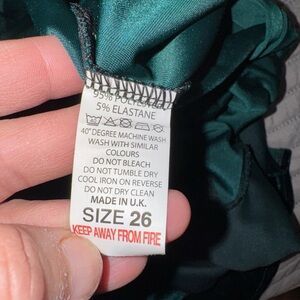 95% POLYESTER
5% ELASTANE
40° DEGREE MACHINE WASH
WASH WITH SIMILAR
COLOURS
DO NOT BLEACH
DO NOT TUMBLE DRY
COOL IRON ON REVERSE
DO NOT DRY CLEAN
MADE IN U.K.
SIZE 26
KEEP AWAY FROM FIRE